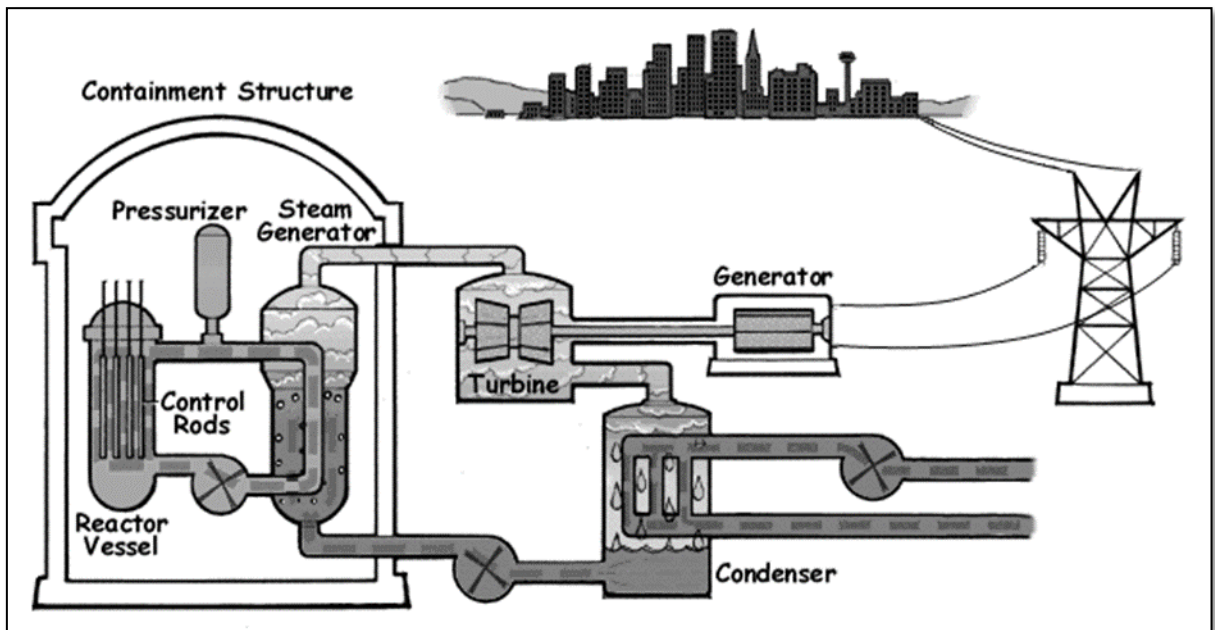 Containment Structure
Pressurizer
Steam
Generator
Generator
Turbine
Control
Rods
Reactor
Vessel
Condenser